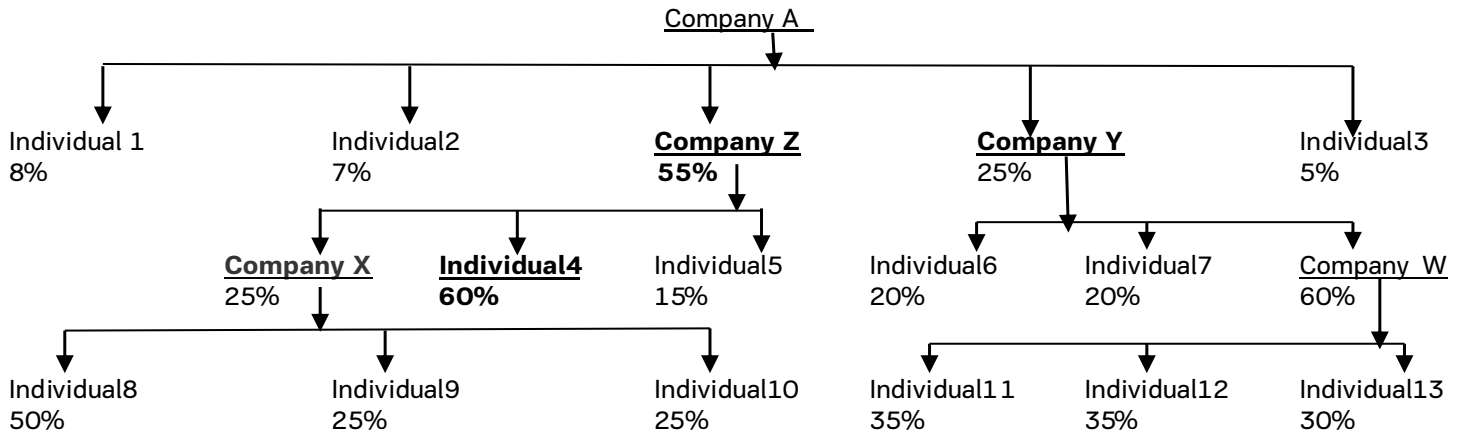 Company A
Individual 1 Individual2 Company Z Company Y Individual3
8% 7% 55% 25% 5%
Company X Individual4 Individual5 Individual6 Individual7 Company W
25% 60% 15% 20% 20% 60%
Individual8 Individual9 Individual10 Individual11 Individual12 Individual13
50% 25% 25% 35% 35% 30%